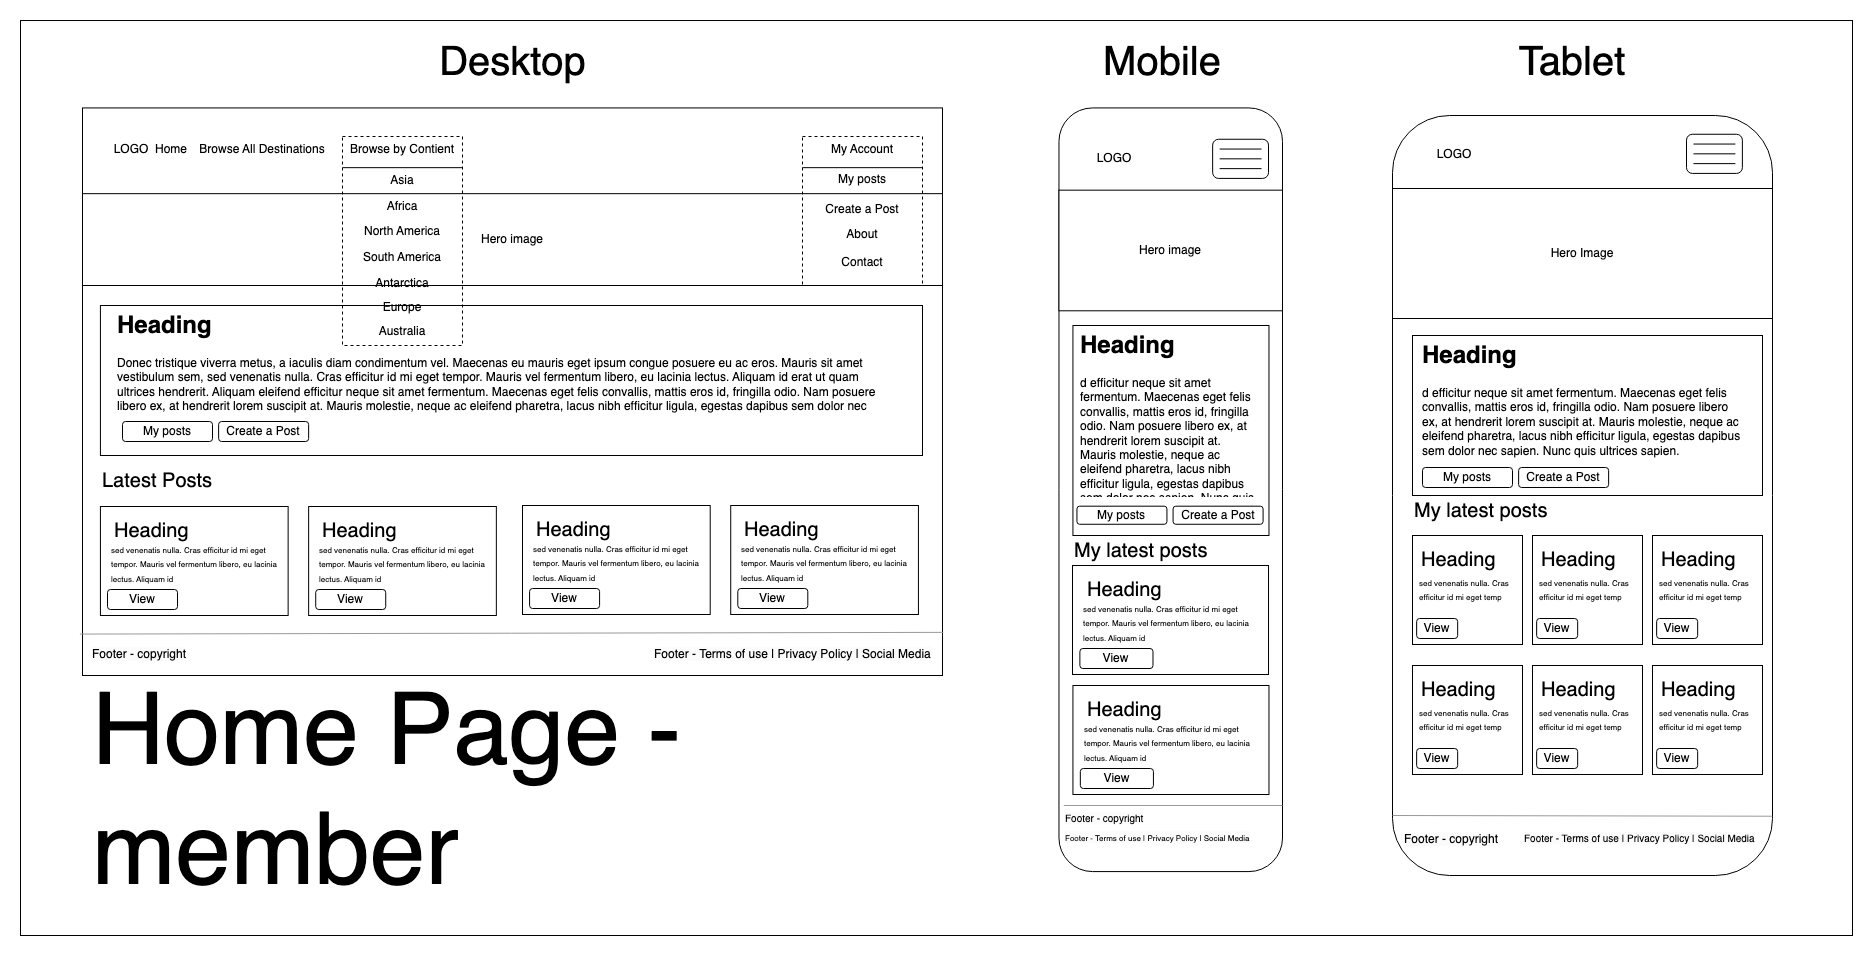 Desktop
LOGO Home Browse All Destinations Browse by Contient My Account
Asia
Africa
North America
South America
Antarctica
Europe
Australia
My posts
Create a Post
About
Contact
Hero image
Heading
Donec tristique viverra metus, a iaculis diam condimentum vel. Maecenas eu mauris eget ipsum congue posuere eu ac eros. Mauris sit amet
vestibulum sem, sed venenatis nulla. Cras efficitur id mi eget tempor. Mauris vel fermentum libero, eu lacinia lectus. Aliquam id erat ut quam
ultrices hendrerit. Aliquam eleifend efficitur neque sit amet fermentum. Maecenas eget felis convallis, mattis eros id, fringilla odio. Nam posuere
libero ex, at hendrerit lorem suscipit at. Mauris molestie, neque ac eleifend pharetra, lacus nibh efficitur ligula, egestas dapibus sem dolor nec
My posts Create a Post
Latest Posts
Heading
sed venenatis nulla. Cras efficitur id mi eget
tempor. Mauris vel fermentum libero, eu lacinia
lectus. Aliquam id
View
Heading
sed venenatis nulla. Cras efficitur id mi eget
tempor. Mauris vel fermentum libero, eu lacinia
lectus. Aliquam id
View
Heading
sed venenatis nulla. Cras efficitur id mi eget
tempor. Mauris vel fermentum libero, eu lacinia
lectus. Aliquam id
View
Heading
sed venenatis nulla. Cras efficitur id mi eget
tempor. Mauris vel fermentum libero, eu lacinia
lectus. Aliquam id
View
Footer - copyright Footer - Terms of use | Privacy Policy | Social Media
Home Page -
member
Mobile
LOGO
Hero image
Heading
d efficitur neque sit amet
fermentum. Maecenas eget felis
convallis, mattis eros id, fringilla
odio. Nam posuere libero ex, at
hendrerit lorem suscipit at.
Mauris molestie, neque ac
eleifend pharetra, lacus nibh
efficitur ligula, egestas dapibus
sem dolor nec sapien. Nunc quis
My posts Create a Post
My latest posts
Heading
sed venenatis nulla. Cras efficitur id mi eget
tempor. Mauris vel fermentum libero, eu lacinia
lectus. Aliquam id
View
Heading
sed venenatis nulla. Cras efficitur id mi eget
tempor. Mauris vel fermentum libero, eu lacinia
lectus. Aliquam id
View
Footer - copyright
Footer - Terms of use | Privacy Policy | Social Media
Tablet
LOGO
Hero Image
Heading
d efficitur neque sit amet fermentum. Maecenas eget felis
convallis, mattis eros id, fringilla odio. Nam posuere libero
ex, at hendrerit lorem suscipit at. Mauris molestie, neque ac
eleifend pharetra, lacus nibh efficitur ligula, egestas dapibus
sem dolor nec sapien. Nunc quis ultrices sapien.
My posts Create a Post
My latest posts
Heading
sed venenatis nulla. Cras
efficitur id mi eget temp
View
Heading
sed venenatis nulla. Cras
efficitur id mi eget temp
View
Heading
sed venenatis nulla. Cras
efficitur id mi eget temp
View
Heading
sed venenatis nulla. Cras
efficitur id mi eget temp
View
Heading
sed venenatis nulla. Cras
efficitur id mi eget temp
View
Heading
sed venenatis nulla. Cras
efficitur id mi eget temp
View
Footer - copyright Footer - Terms of use | Privacy Policy | Social Media